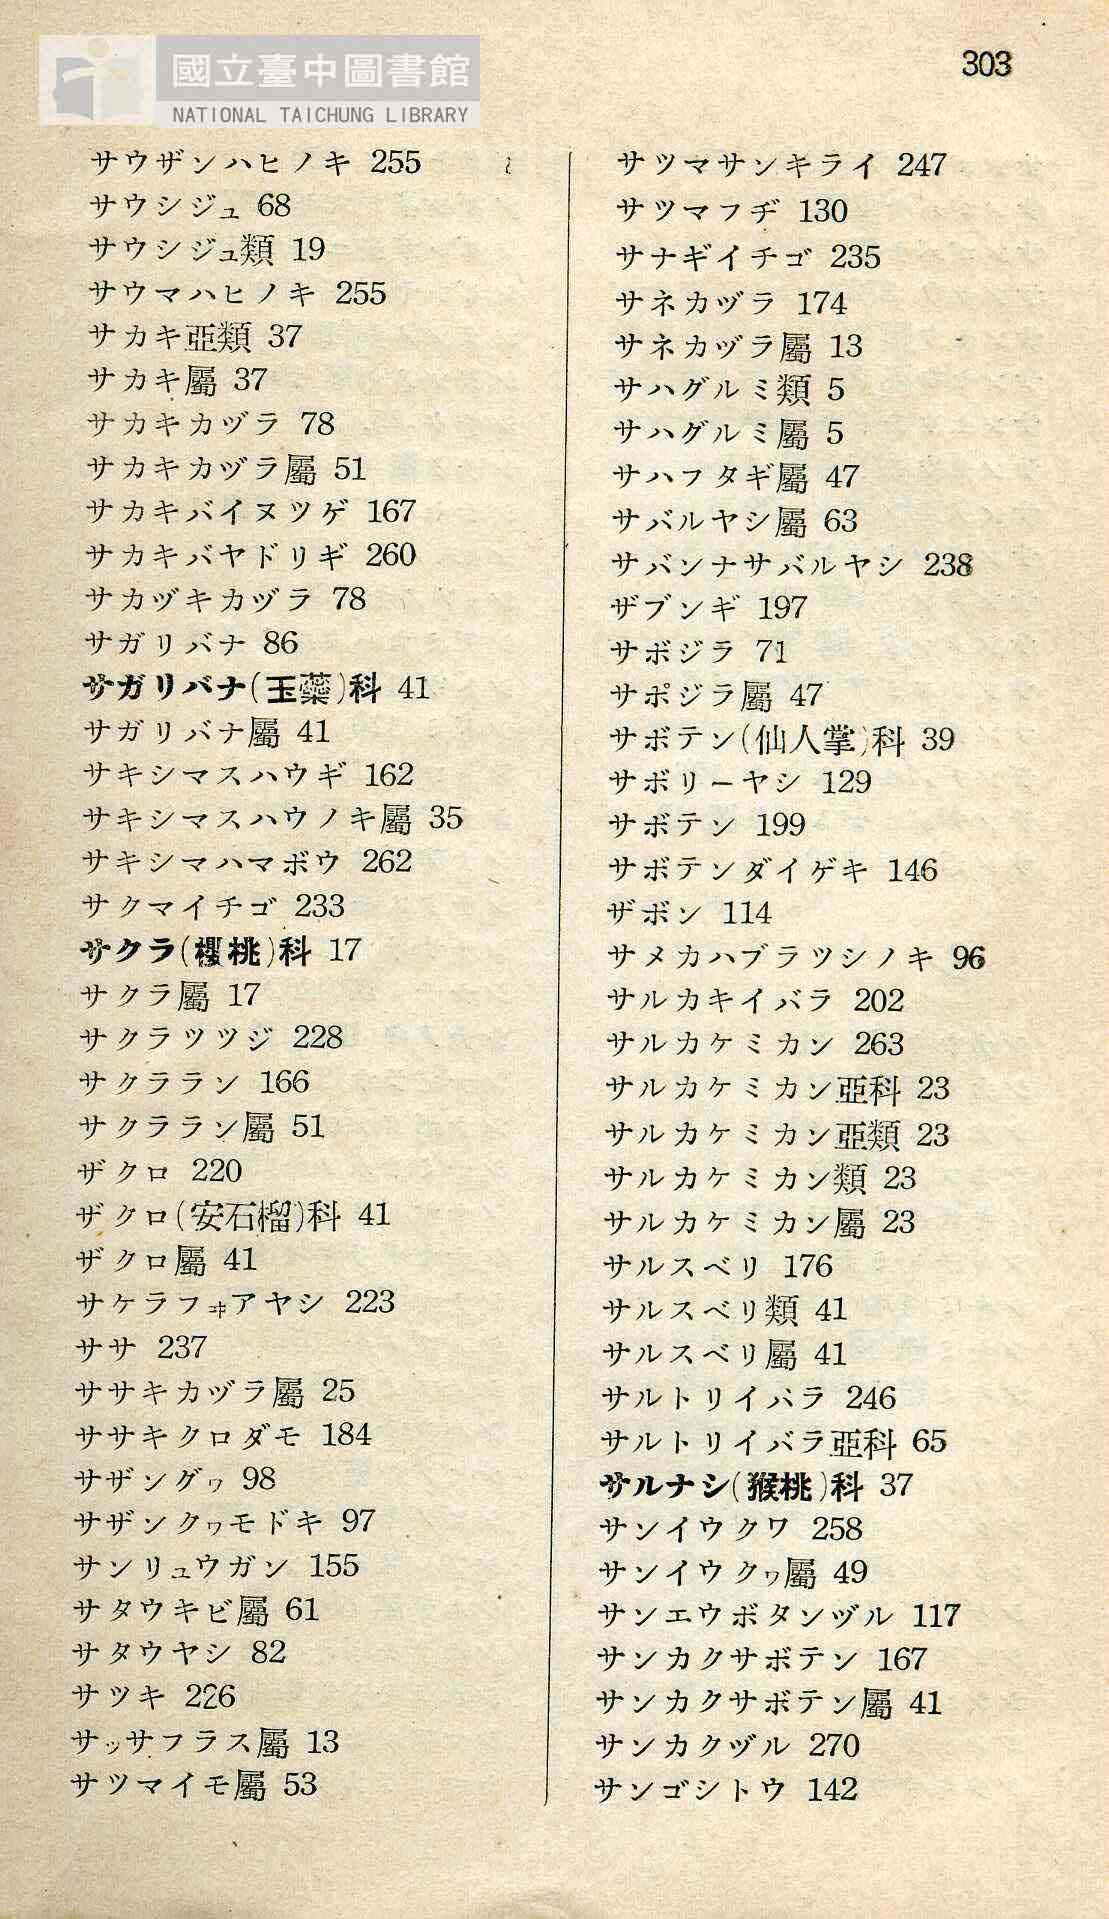 國立臺中圖書館
NATIONAL TAICHUNG LIBRARY
303
サウザンハヒノキ 255
サウシジュ 68
サウシジュ類 19
サウマハヒノキ 255
サカキ亞類 37
サカキ屬 37
サカキカヅラ 78
サカキカヅラ屬 51
サカキバイヌツゲ 167
サカキバヤドリギ 260
サカヅキカヅラ 78
サガリバナ 86
サガリバナ(玉蘂)科 41
サガリバナ屬 41
サキシマスハウギ 162
サキシマスハウノキ屬 35
サキシマハマボウ 262
サクマイチゴ 233
サクラ(櫻桃)科 17
サクラ屬 17
サクラツツジ 228
サクララン 166
サクララン屬 51
ザクロ 220
ザクロ(安石榴)科 41
ザクロ屬 41
サケラフヰアヤシ 223
ササ 237
ササキカヅラ屬 25
ササキクロダモ 184
サザングヮ 98
サザンクヮモドキ 97
サンリュウガン 155
サタウキビ屬 61
サタウヤシ 82
サツキ 226
サッサフラス屬 13
サツマイモ屬 53
サツマサンキライ 247
サツマフヂ 130
サナギイチゴ 235
サネカヅラ 174
サネカヅラ屬 13
サハグルミ類 5
サハグルミ屬 5
サハフタギ屬 47
サバルヤシ屬 63
サバンナサバルヤシ 238
ザブンギ 197
サボジラ 71
サポジラ屬 47
サボテン(仙人掌)科 39
サボリーヤシ 129
サボテン 199
サボテンダイゲキ 146
ザボン 114
サメカハブラツシノキ 96
サルカキイバラ 202
サルカケミカン 263
サルカケミカン亞科 23
サルカケミカン亞類 23
サルカケミカン類 23
サルカケミカン屬 23
サルスベリ 176
サルスベリ類 41
サルスベリ屬 41
サルトリイバラ 246
サルトリイバラ亞科 65
サルナシ(猴桃)科 37
サンイウクワ 258
サンイウクヮ屬 49
サンエウボタンヅル 117
サンカクサボテン 167
サンカクサボテン屬 41
サンカクヅル 270
サンゴシトウ 142